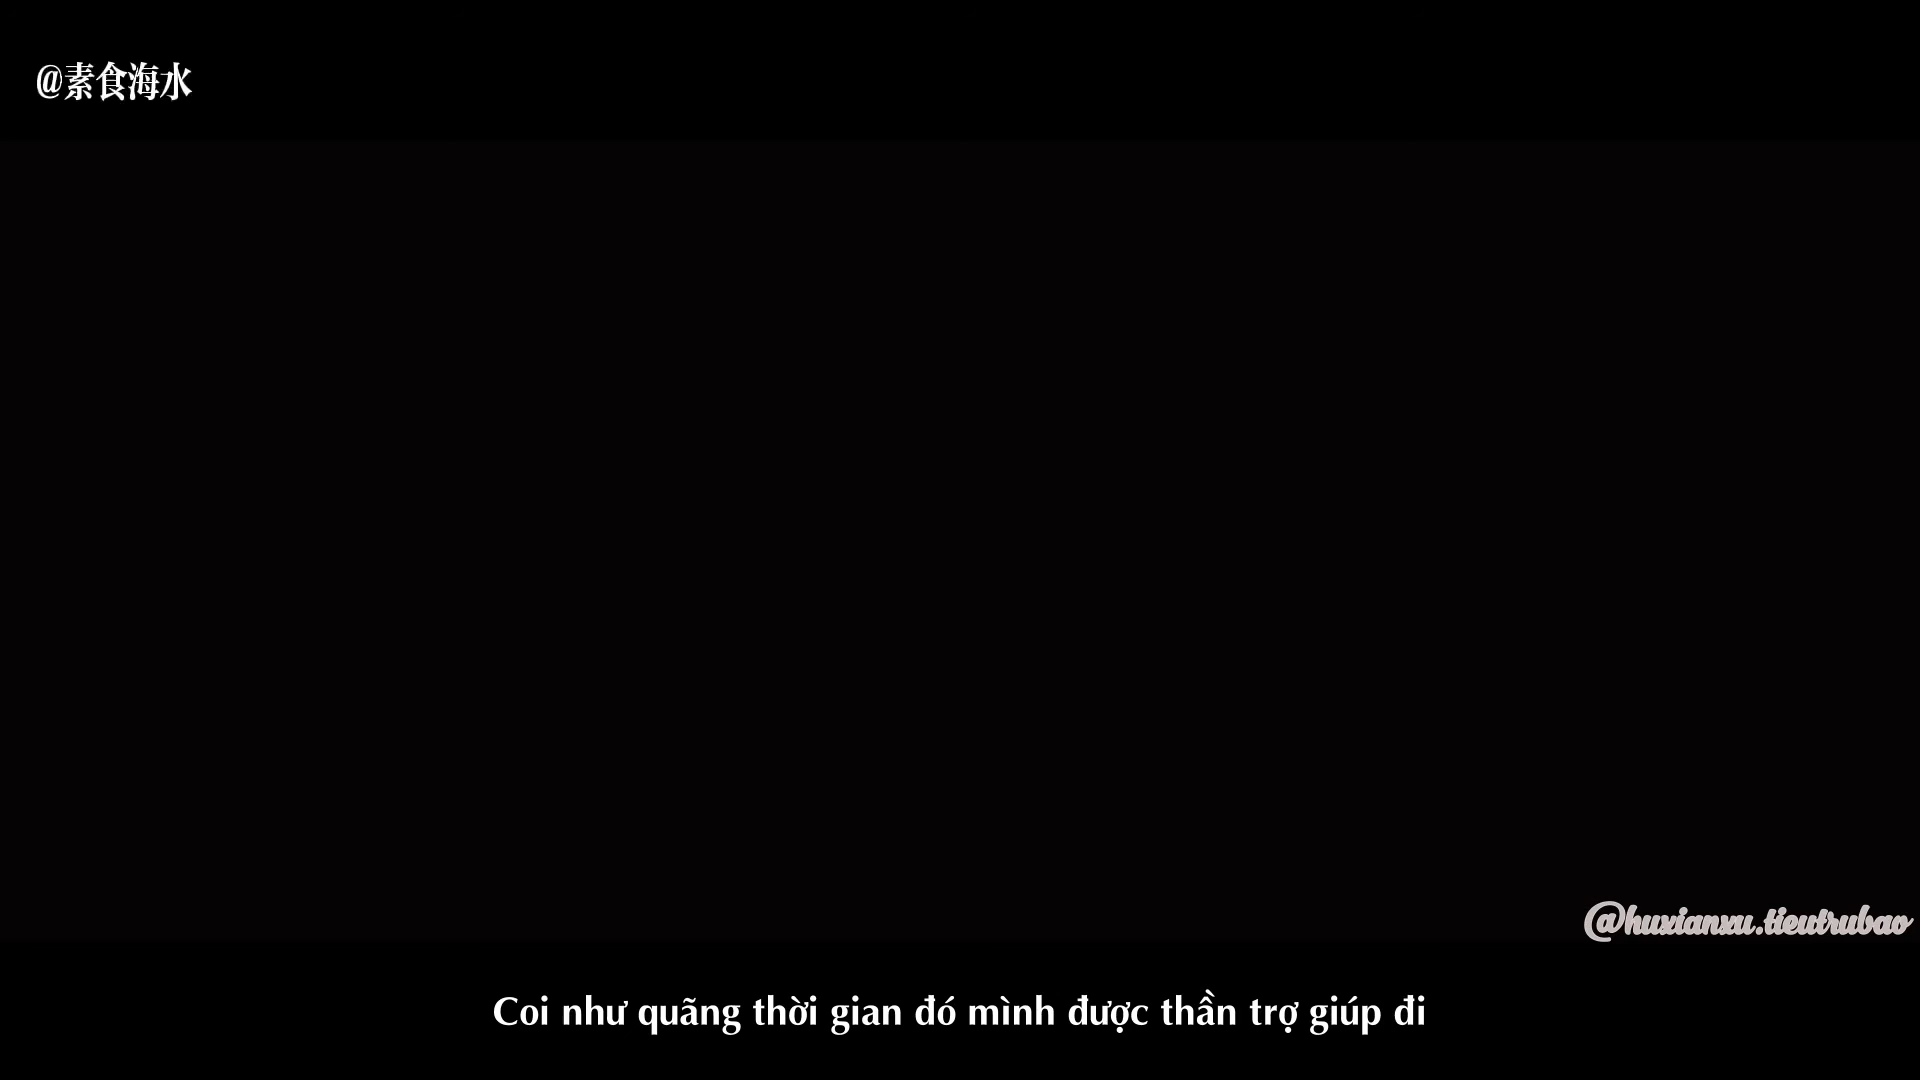 @素食海水
@huxianxu.tieutrubao
Coi như quãng thời gian đó mình được thần trợ giúp đi